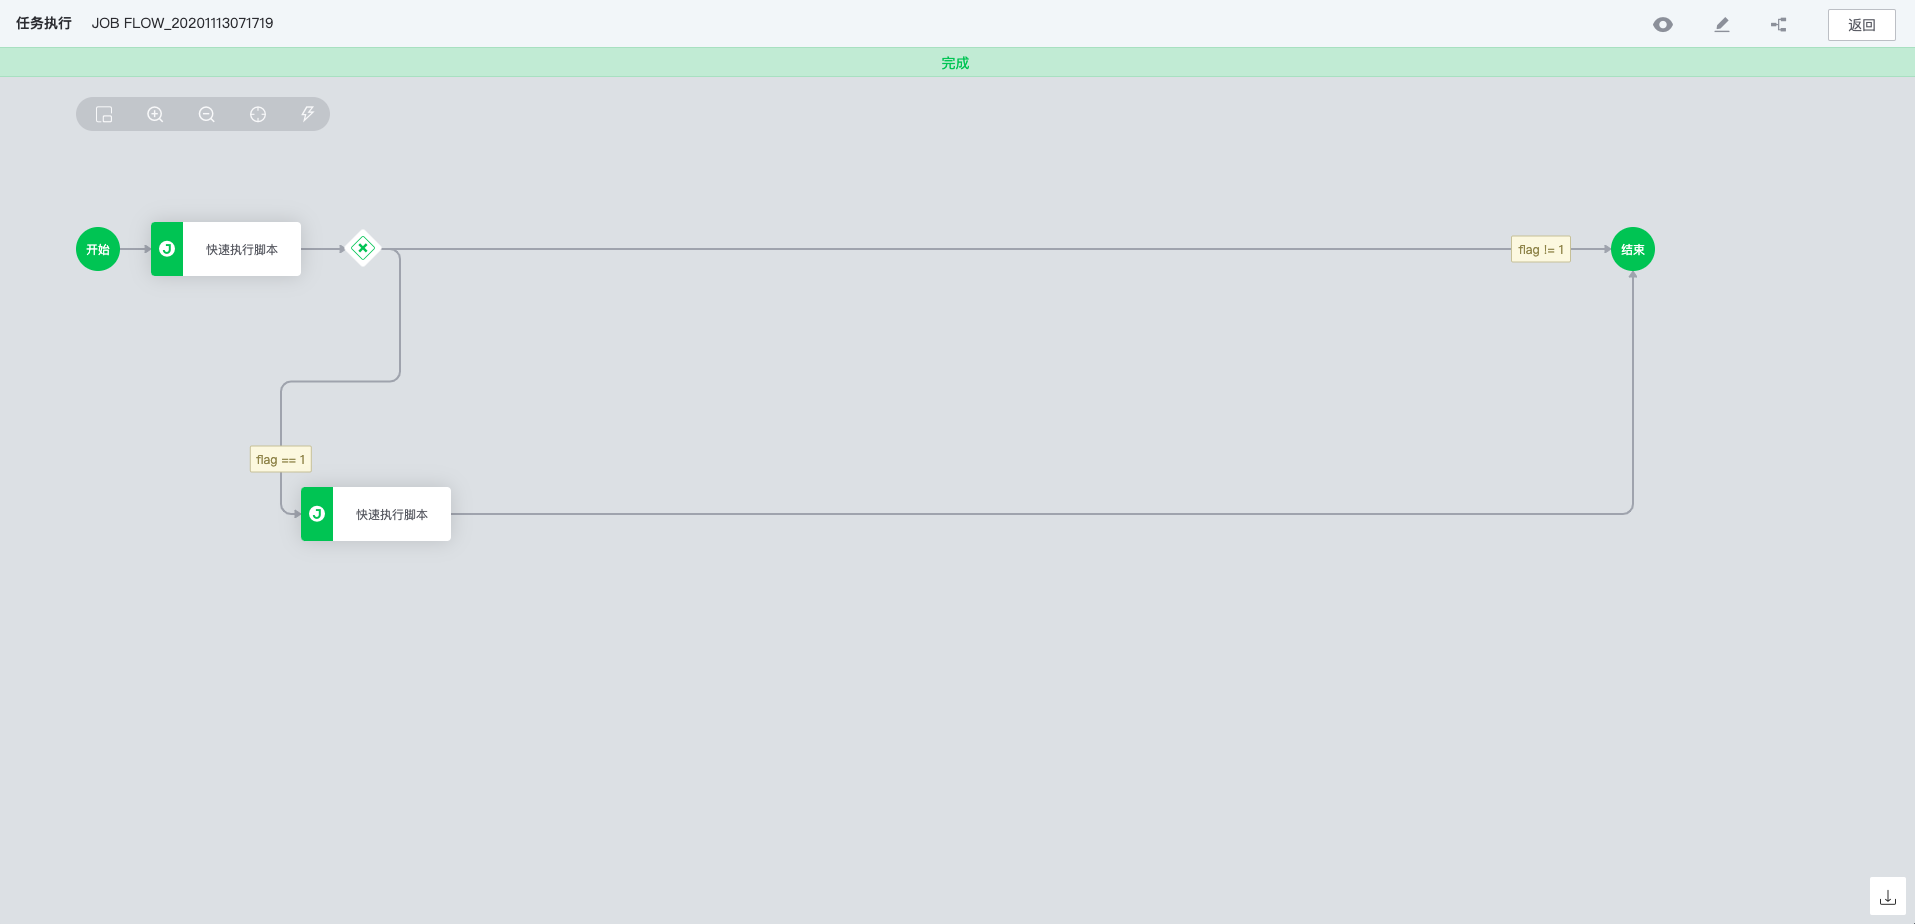 任务执行 JOB FLOW_20201113071719
返回
完成
开始
快速执行脚本
flag != 1
结束
flag == 1
快速执行脚本